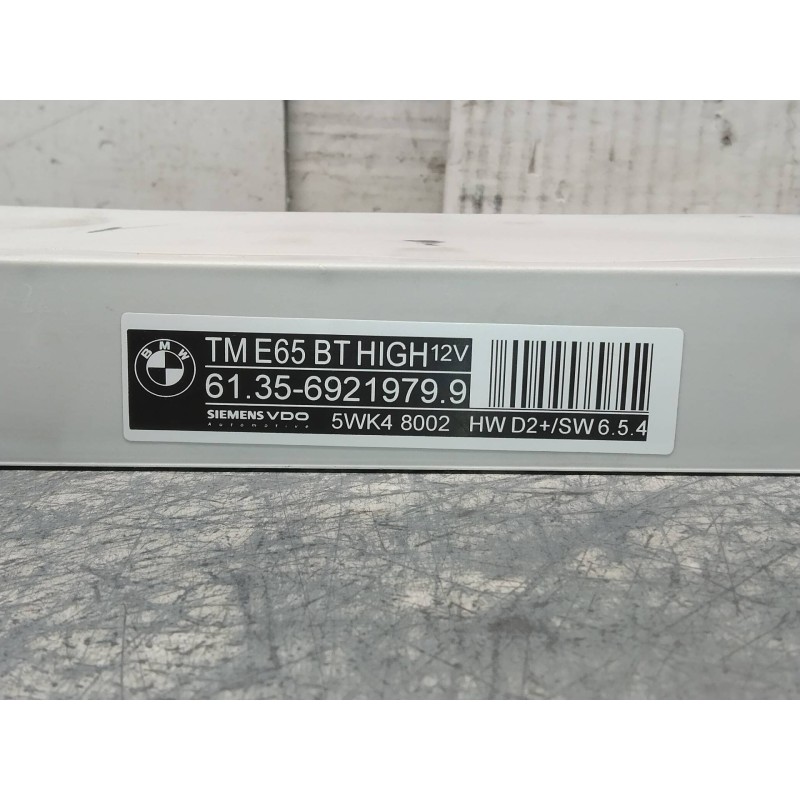 BMW
TM E65 BT HIGH 12V
61.35-6921979.9
SIEMENS VDO 5WK4 8002 HW D2+/SW 6.5.4
Automotive